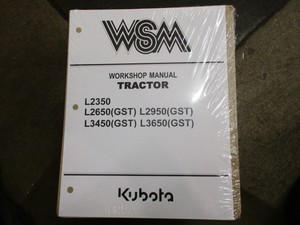 WSM
WORKSHOP MANUAL
TRACTOR
L2350
L2650(GST) L2950(GST)
L3450(GST) L3650(GST)
Kubota